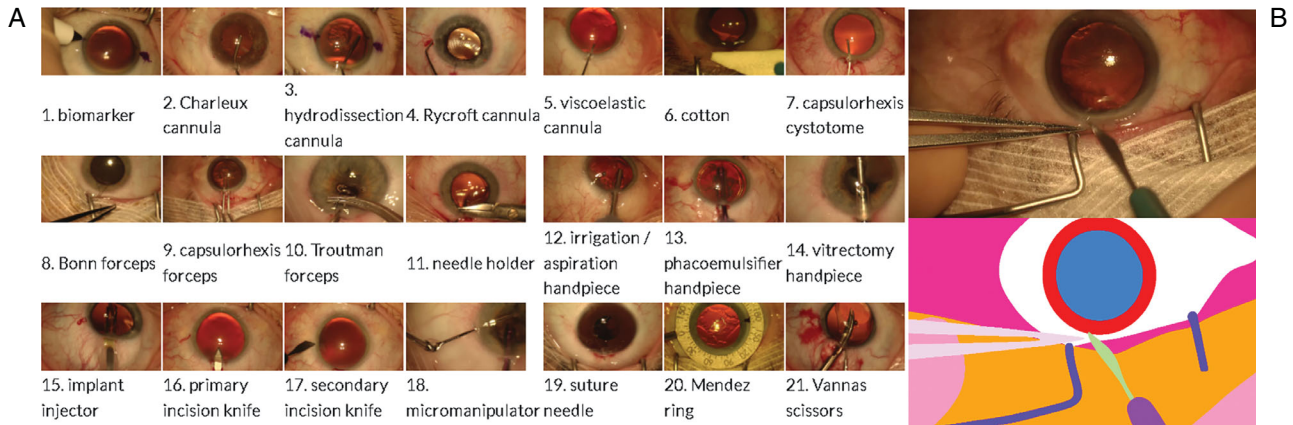 A
B
1. biomarker
2. Charleux
cannula
3.
hydrodissection
cannula
4. Rycroft cannula
5. viscoelastic
cannula
6. cotton
7. capsulorhexis
cystotome
8. Bonn forceps
9. capsulorhexis
forceps
10. Troutman
forceps
11. needle holder
12. irrigation /
aspiration
handpiece
13.
phacoemulsifier
handpiece
14. vitrectomy
handpiece
15. implant
injector
16. primary
incision knife
17. secondary
incision knife
18.
micromanipulator
19. suture
needle
20. Mendez
ring
21. Vannas
scissors